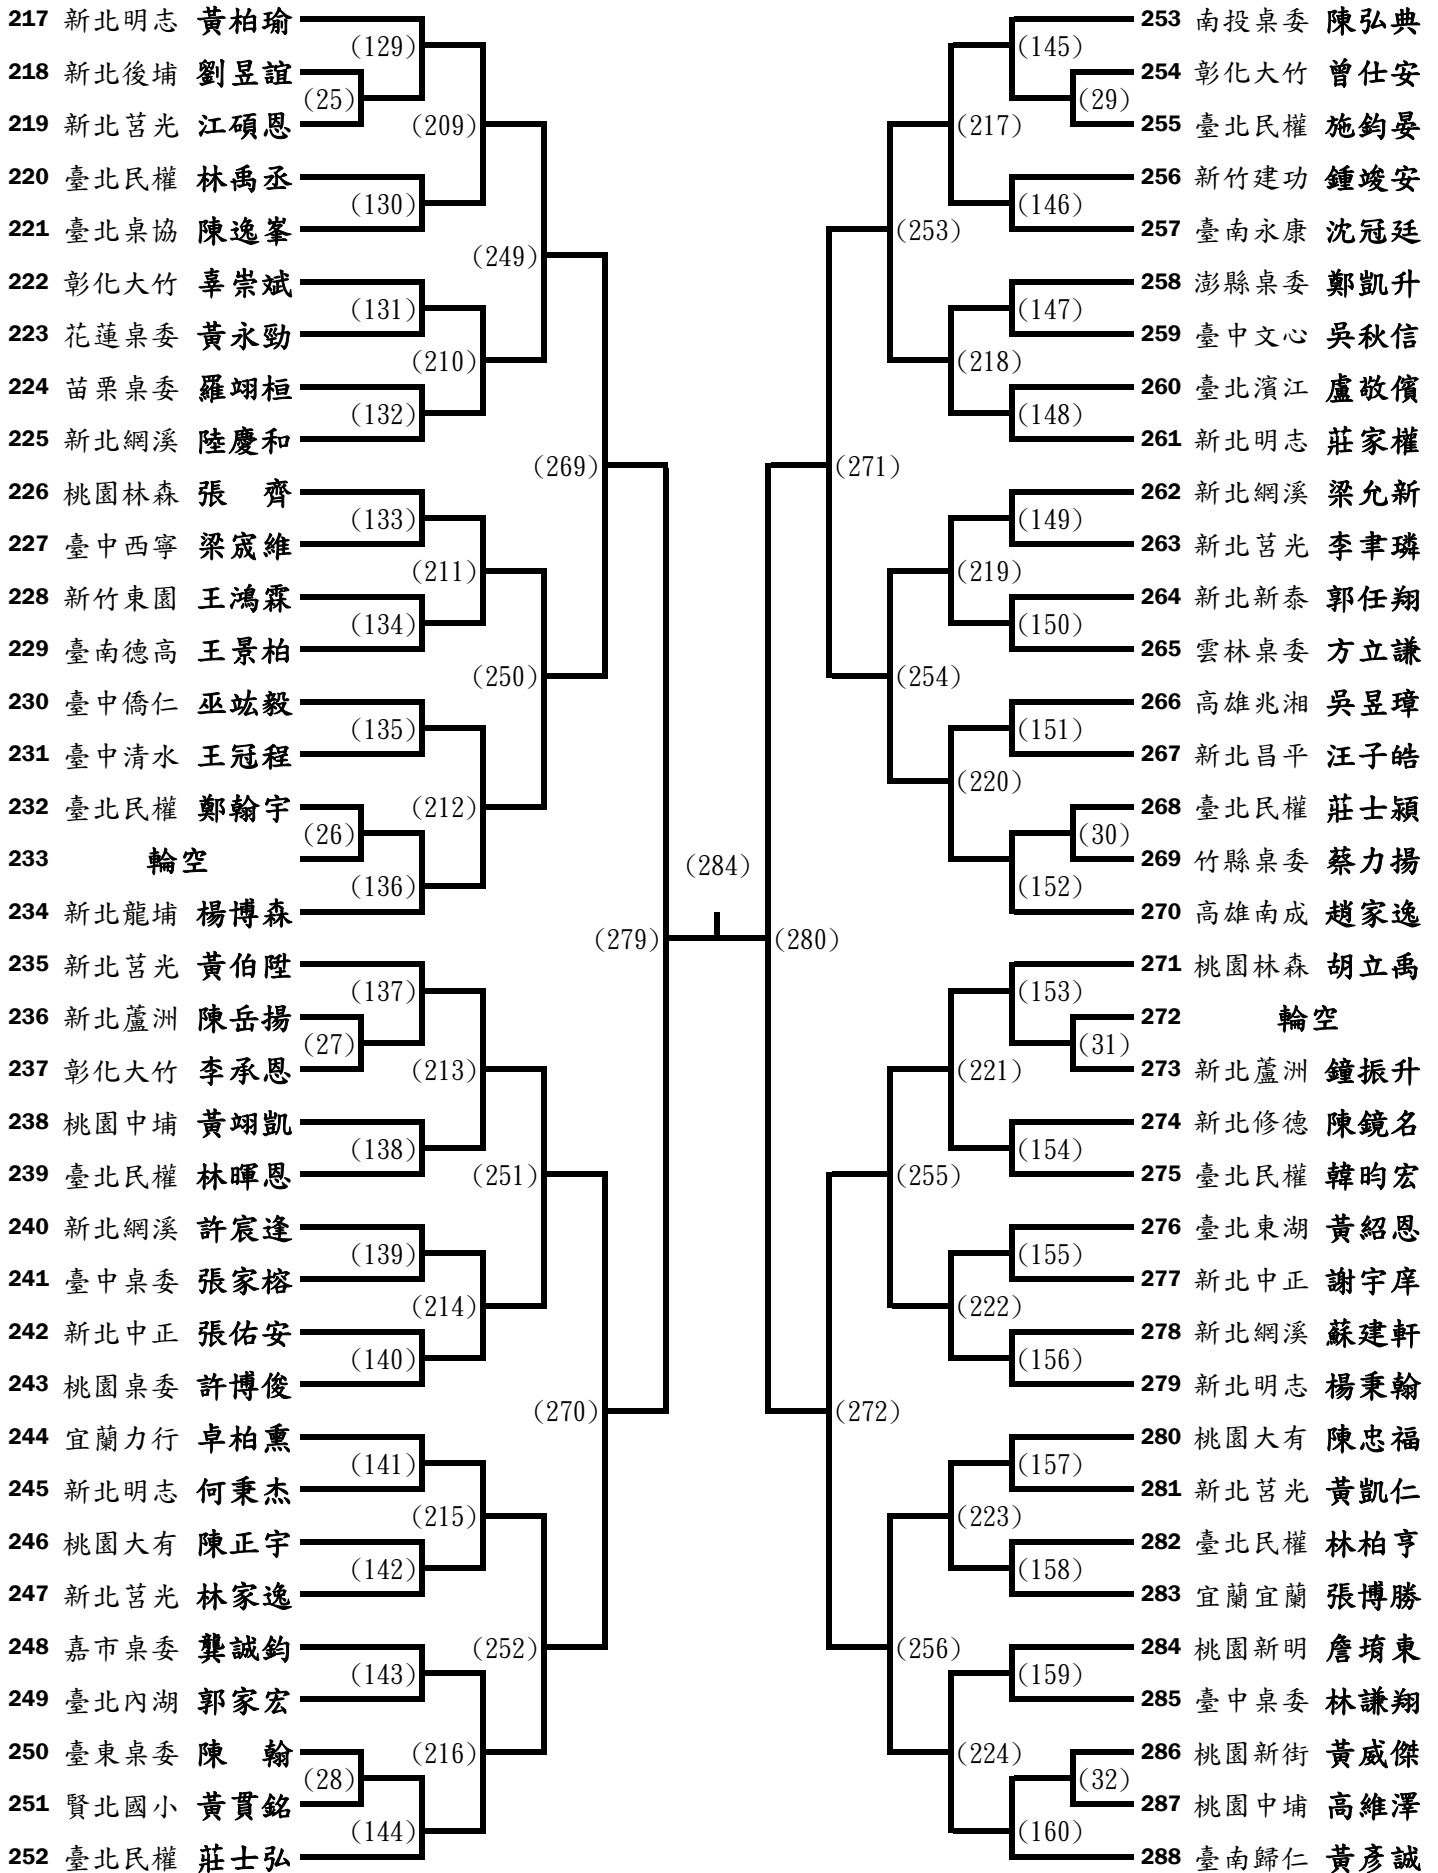 217 新北明志 黃柏瑜
(129)
218 新北後埔 劉昱誼
(25)
219 新北莒光 江碩恩
(209)
220 臺北民權 林禹丞
(130)
221 臺北桌協 陳逸峯
(249)
222 彰化大竹 辜崇斌
(131)
223 花蓮桌委 黃永勁
(210)
224 苗栗桌委 羅翊桓
(132)
225 新北網溪 陸慶和
(269)
226 桃園林森 張 齊
(133)
227 臺中西寧 梁宬維
(211)
228 新竹東園 王鴻霖
(134)
229 臺南德高 王景柏
(250)
230 臺中僑仁 巫竑毅
(135)
231 臺中清水 王冠程
(212)
232 臺北民權 鄭翰宇
(26)
233 輪空
(136)
234 新北龍埔 楊博森
(279)
235 新北莒光 黃伯陞
(137)
236 新北蘆洲 陳岳揚
(27)
237 彰化大竹 李承恩
(213)
238 桃園中埔 黃翊凱
(138)
239 臺北民權 林暉恩
(251)
240 新北網溪 許宸逢
(139)
241 臺中桌委 張家榕
(214)
242 新北中正 張佑安
(140)
243 桃園桌委 許博俊
(270)
244 宜蘭力行 卓柏熏
(141)
245 新北明志 何秉杰
(215)
246 桃園大有 陳正宇
(142)
247 新北莒光 林家逸
(252)
248 嘉市桌委 龔誠鈞
(143)
249 臺北內湖 郭家宏
(216)
250 臺東桌委 陳 翰
(28)
251 賢北國小 黃貫銘
(144)
252 臺北民權 莊士弘
(284)
253 南投桌委 陳弘典
(145)
254 彰化大竹 曾仕安
(29)
255 臺北民權 施鈞晏
(217)
256 新竹建功 鍾竣安
(146)
257 臺南永康 沈冠廷
(253)
258 澎縣桌委 鄭凱升
(147)
259 臺中文心 吳秋信
(218)
260 臺北濱江 盧敬儐
(148)
261 新北明志 莊家權
(271)
262 新北網溪 梁允新
(149)
263 新北莒光 李聿璘
(219)
264 新北新泰 郭任翔
(150)
265 雲林桌委 方立謙
(254)
266 高雄兆湘 吳昱璋
(151)
267 新北昌平 汪子皓
(220)
268 臺北民權 莊士潁
(30)
269 竹縣桌委 蔡力揚
(152)
270 高雄南成 趙家逸
(280)
271 桃園林森 胡立禹
(153)
272 輪空
(31)
273 新北蘆洲 鐘振升
(221)
274 新北修德 陳鏡名
(154)
275 臺北民權 韓昀宏
(255)
276 臺北東湖 黃紹恩
(155)
277 新北中正 謝宇庠
(222)
278 新北網溪 蘇建軒
(156)
279 新北明志 楊秉翰
(272)
280 桃園大有 陳忠福
(157)
281 新北莒光 黃凱仁
(223)
282 臺北民權 林柏亨
(158)
283 宜蘭宜蘭 張博勝
(256)
284 桃園新明 詹堉東
(159)
285 臺中桌委 林謙翔
(224)
286 桃園新街 黃威傑
(32)
287 桃園中埔 高維澤
(160)
288 臺南歸仁 黃彥誠